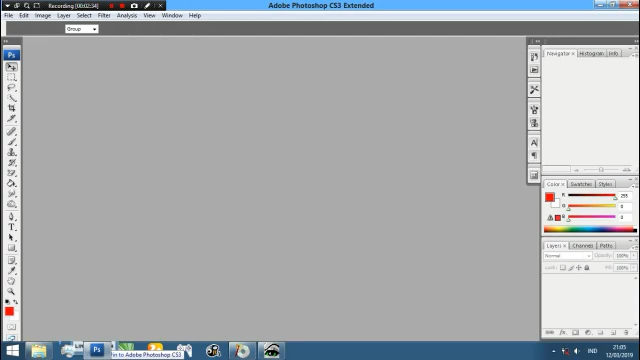 Recording [00:02:34]
Adobe Photoshop CS3 Extended
File Edit Image Layer Select Filter Analysis View Window Help
Group
Ps
Navigator Histogram Info
Color Swatches Styles
R 255
G 0
B 0
Layers Channels Paths
Normal Opacity: 100%
Lock: Fill: 100%
Ps
to Adobe Photoshop CS3
IND
21:05
12/03/2019